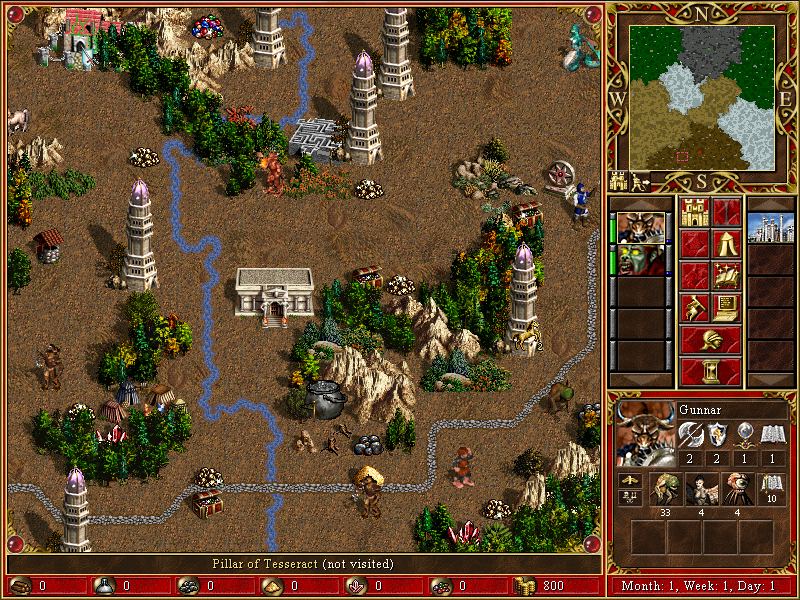 N
W
E
S
Gunnar
2 2 1 1
10
33 4 4
Pillar of Tesseract (not visited)
0 0 0 0 0 0 800
Month: 1, Week: 1, Day: 1